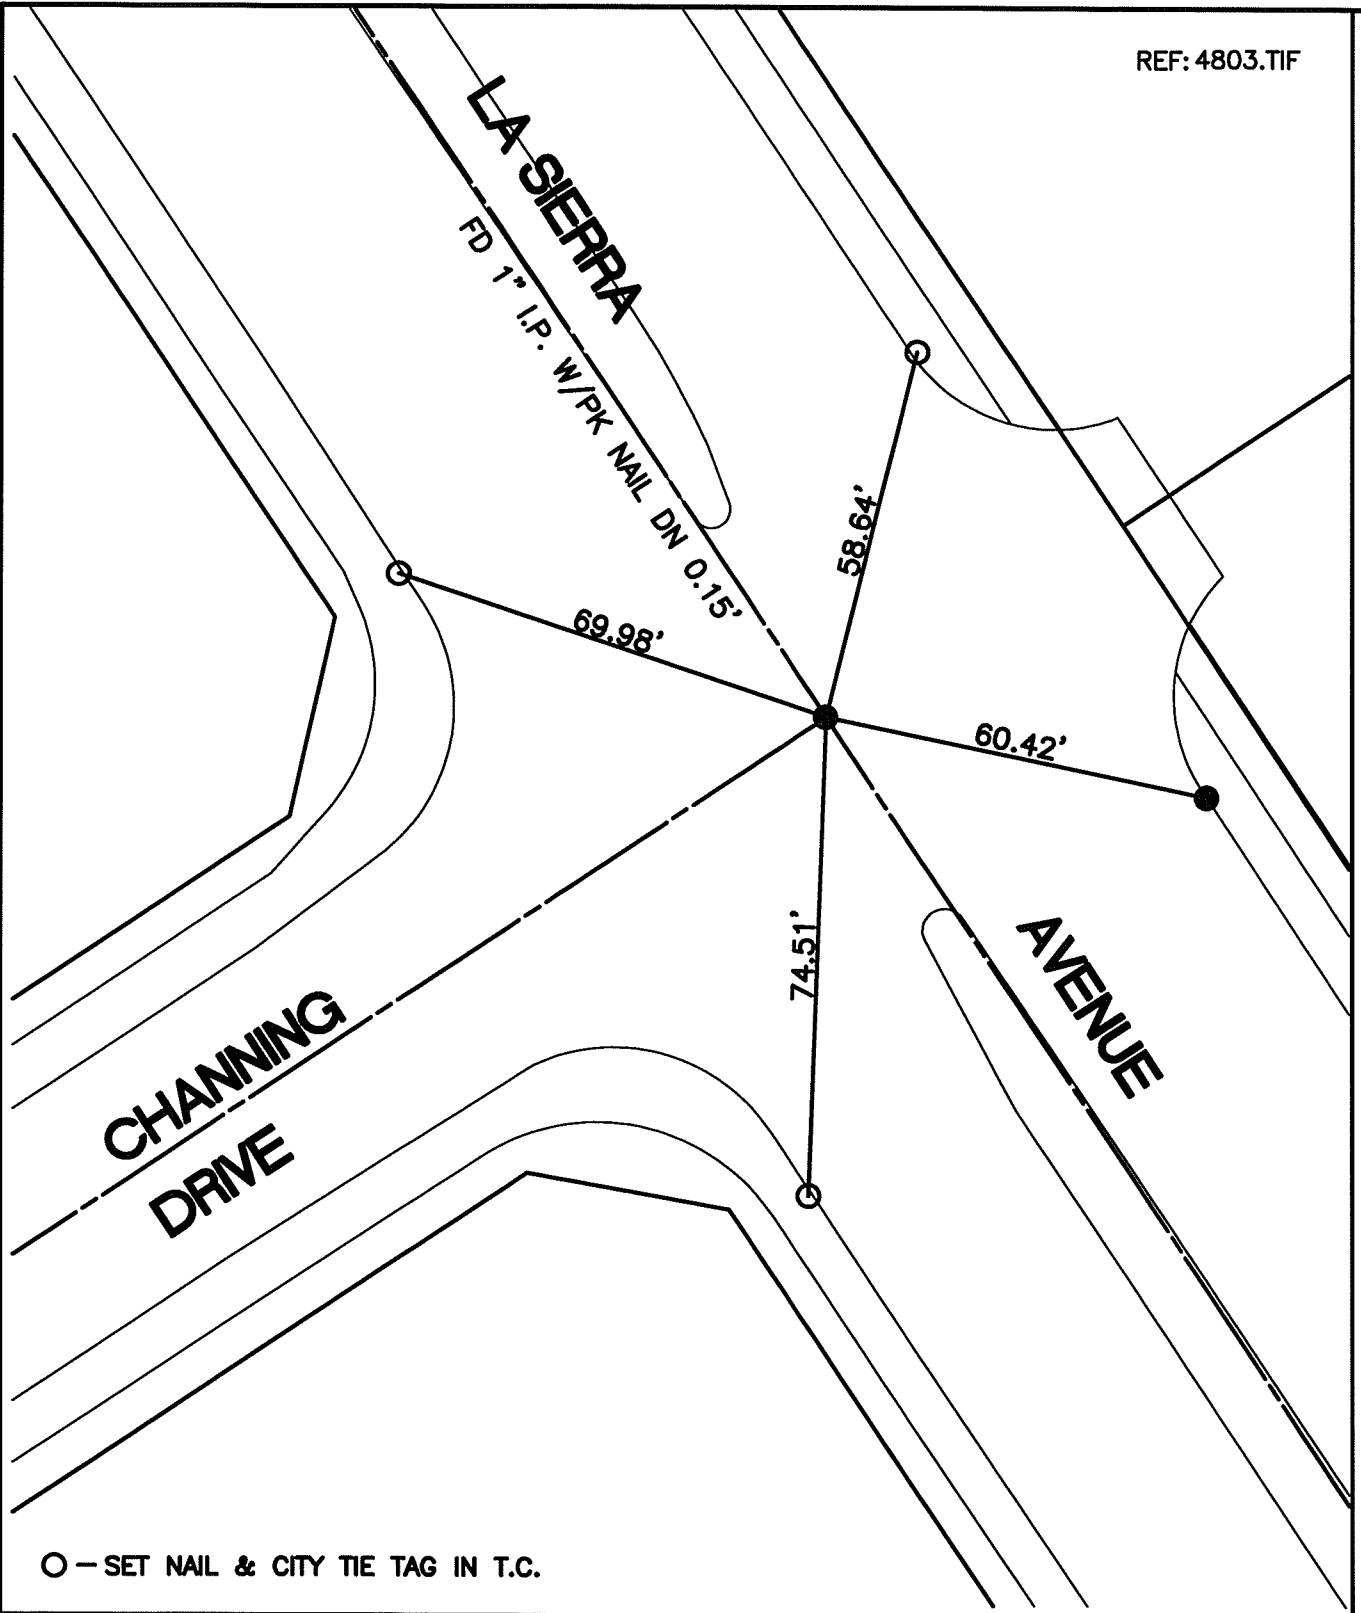 REF: 4803.TIF
LA SIERRA
FD 1" I.P. W/PK NAIL DN 0.15'
58.64'
69.98'
60.42'
74.51'
AVENUE
CHANNING
DRIVE
O - SET NAIL & CITY TIE TAG IN T.C.